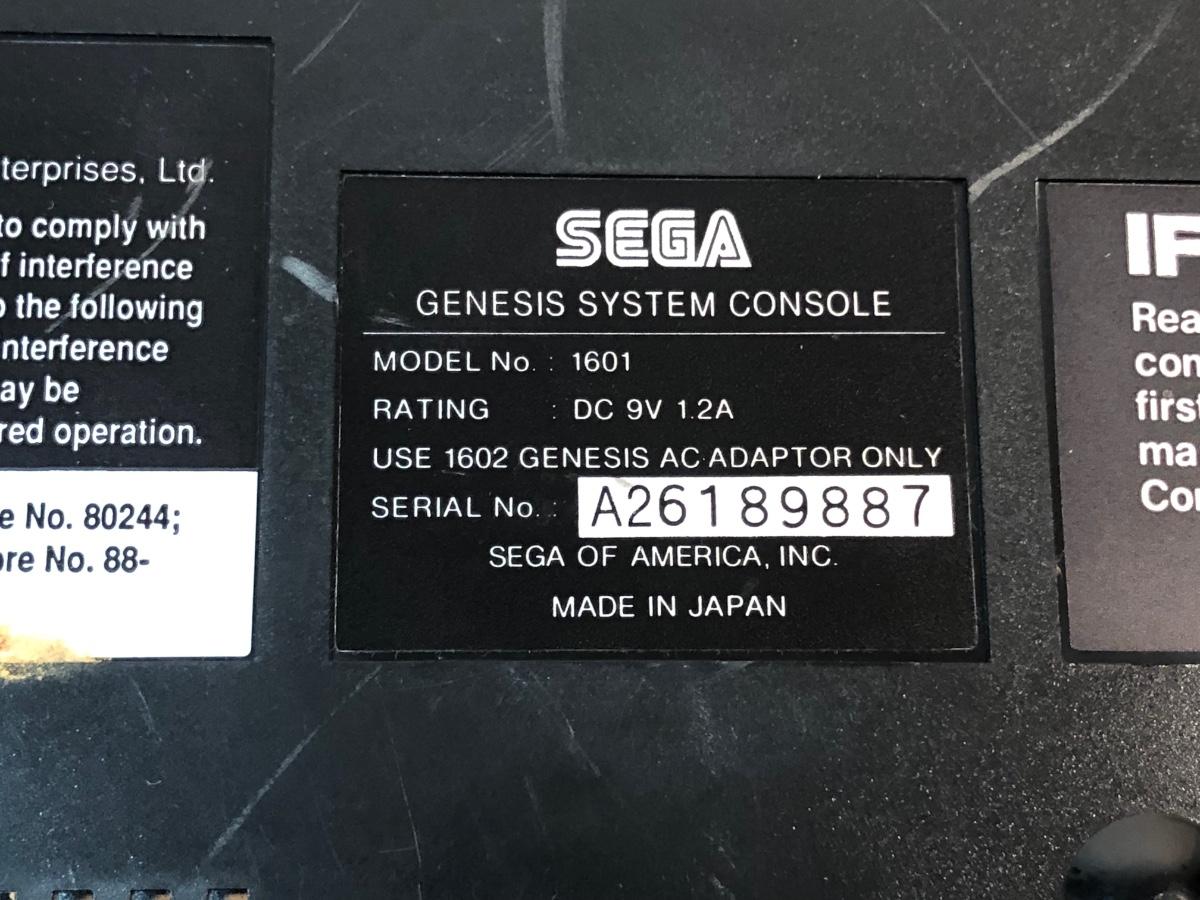 terprises, Ltd.
to comply with
f interference
o the following
nterference
ay be
red operation.
e No. 80244;
ore No. 88-
SEGA
GENESIS SYSTEM CONSOLE
MODEL No. : 1601
RATING : DC 9V 1.2A
USE 1602 GENESIS AC ADAPTOR ONLY
SERIAL No. : A26189887
SEGA OF AMERICA, INC.
MADE IN JAPAN
Rea
con
first
ma
Co